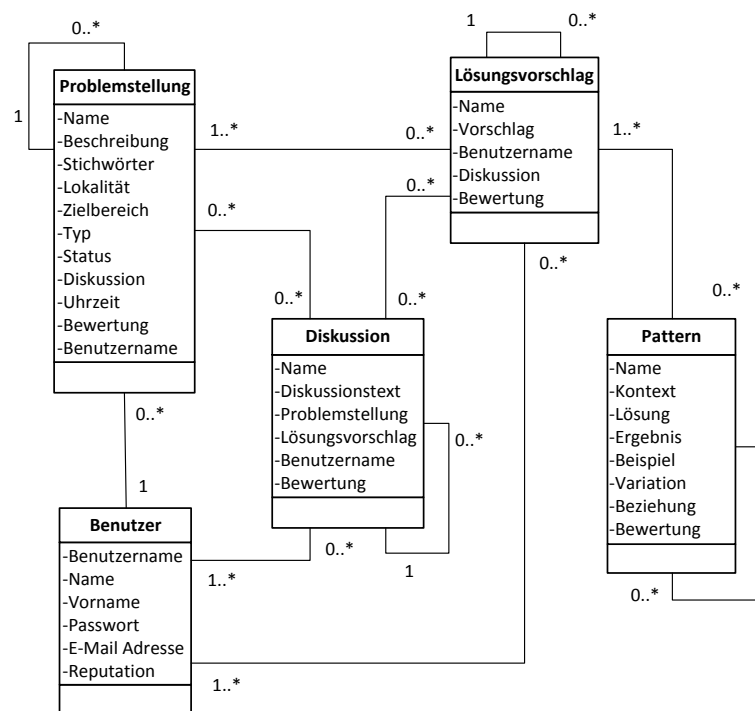 0..*
1
Problemstellung
-Name
-Beschreibung
-Stichwörter
-Lokalität
-Zielbereich
-Typ
-Status
-Diskussion
-Uhrzeit
-Bewertung
-Benutzername
1..*
0..*
0..*
0..*
1
0..*
Lösungsvorschlag
-Name
-Vorschlag
-Benutzername
-Diskussion
-Bewertung
1..*
0..*
0..*
0..*
0..*
Diskussion
-Name
-Diskussionstext
-Problemstellung
-Lösungsvorschlag
-Benutzername
-Bewertung
0..*
1
0..*
0..*
Pattern
-Name
-Kontext
-Lösung
-Ergebnis
-Beispiel
-Variation
-Beziehung
-Bewertung
0..*
1
Benutzer
-Benutzername
-Name
-Vorname
-Passwort
-E-Mail Adresse
-Reputation
1..*
1..*